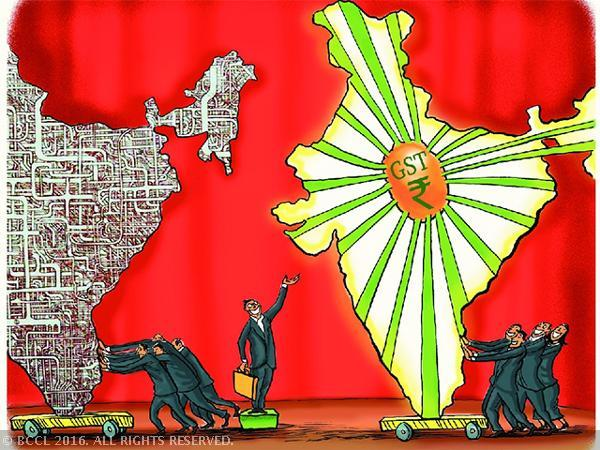 GST
₹
© BCCL 2016. ALL RIGHTS RESERVED.